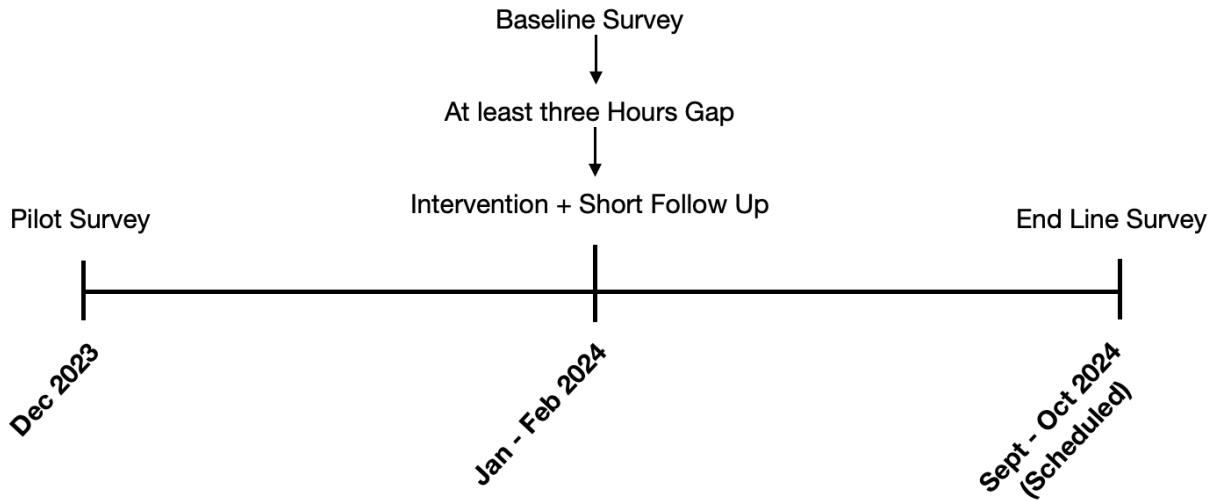 Baseline Survey
At least three Hours Gap
Intervention + Short Follow Up
Pilot Survey
End Line Survey
Dec 2023
Jan - Feb 2024
Sept - Oct 2024
(Scheduled)